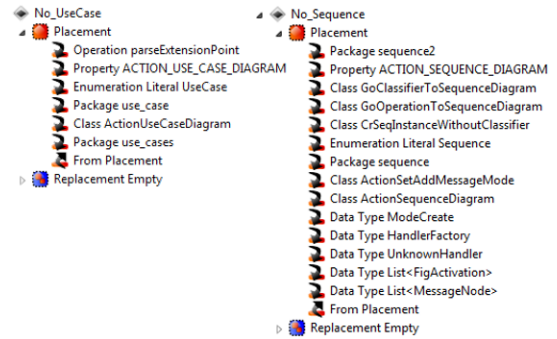 No_UseCase
Placement
Operation parseExtensionPoint
Property ACTION_USE_CASE_DIAGRAM
Enumeration Literal UseCase
Package use_case
Class ActionUseCaseDiagram
Package use_cases
From Placement
Replacement Empty
No_Sequence
Placement
Package sequence2
Property ACTION_SEQUENCE_DIAGRAM
Class GoClassifierToSequenceDiagram
Class GoOperationToSequenceDiagram
Class CrSeqInstanceWithoutClassifier
Enumeration Literal Sequence
Package sequence
Class ActionSetAddMessageMode
Class ActionSequenceDiagram
Data Type ModeCreate
Data Type HandlerFactory
Data Type UnknownHandler
Data Type List<FigActivation>
Data Type List<MessageNode>
From Placement
Replacement Empty